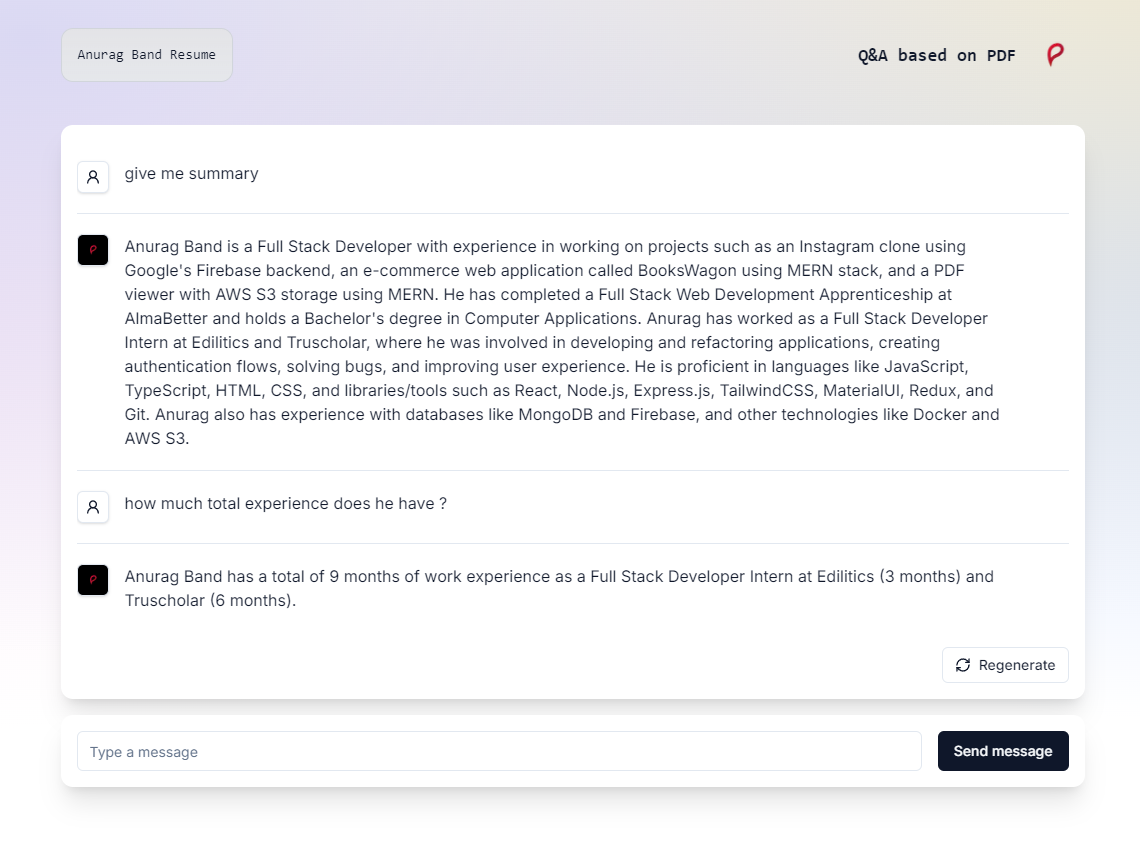 Anurag Band Resume
Q&A based on PDF
give me summary
Anurag Band is a Full Stack Developer with experience in working on projects such as an Instagram clone using
Google's Firebase backend, an e-commerce web application called BooksWagon using MERN stack, and a PDF
viewer with AWS S3 storage using MERN. He has completed a Full Stack Web Development Apprenticeship at
AlmaBetter and holds a Bachelor's degree in Computer Applications. Anurag has worked as a Full Stack Developer
Intern at Edilitics and Truscholar, where he was involved in developing and refactoring applications, creating
authentication flows, solving bugs, and improving user experience. He is proficient in languages like JavaScript,
TypeScript, HTML, CSS, and libraries/tools such as React, Node.js, Express.js, TailwindCSS, MaterialUI, Redux, and
Git. Anurag also has experience with databases like MongoDB and Firebase, and other technologies like Docker and
AWS S3.
how much total experience does he have ?
Anurag Band has a total of 9 months of work experience as a Full Stack Developer Intern at Edilitics (3 months) and
Truscholar (6 months).
Regenerate
Type a message
Send message